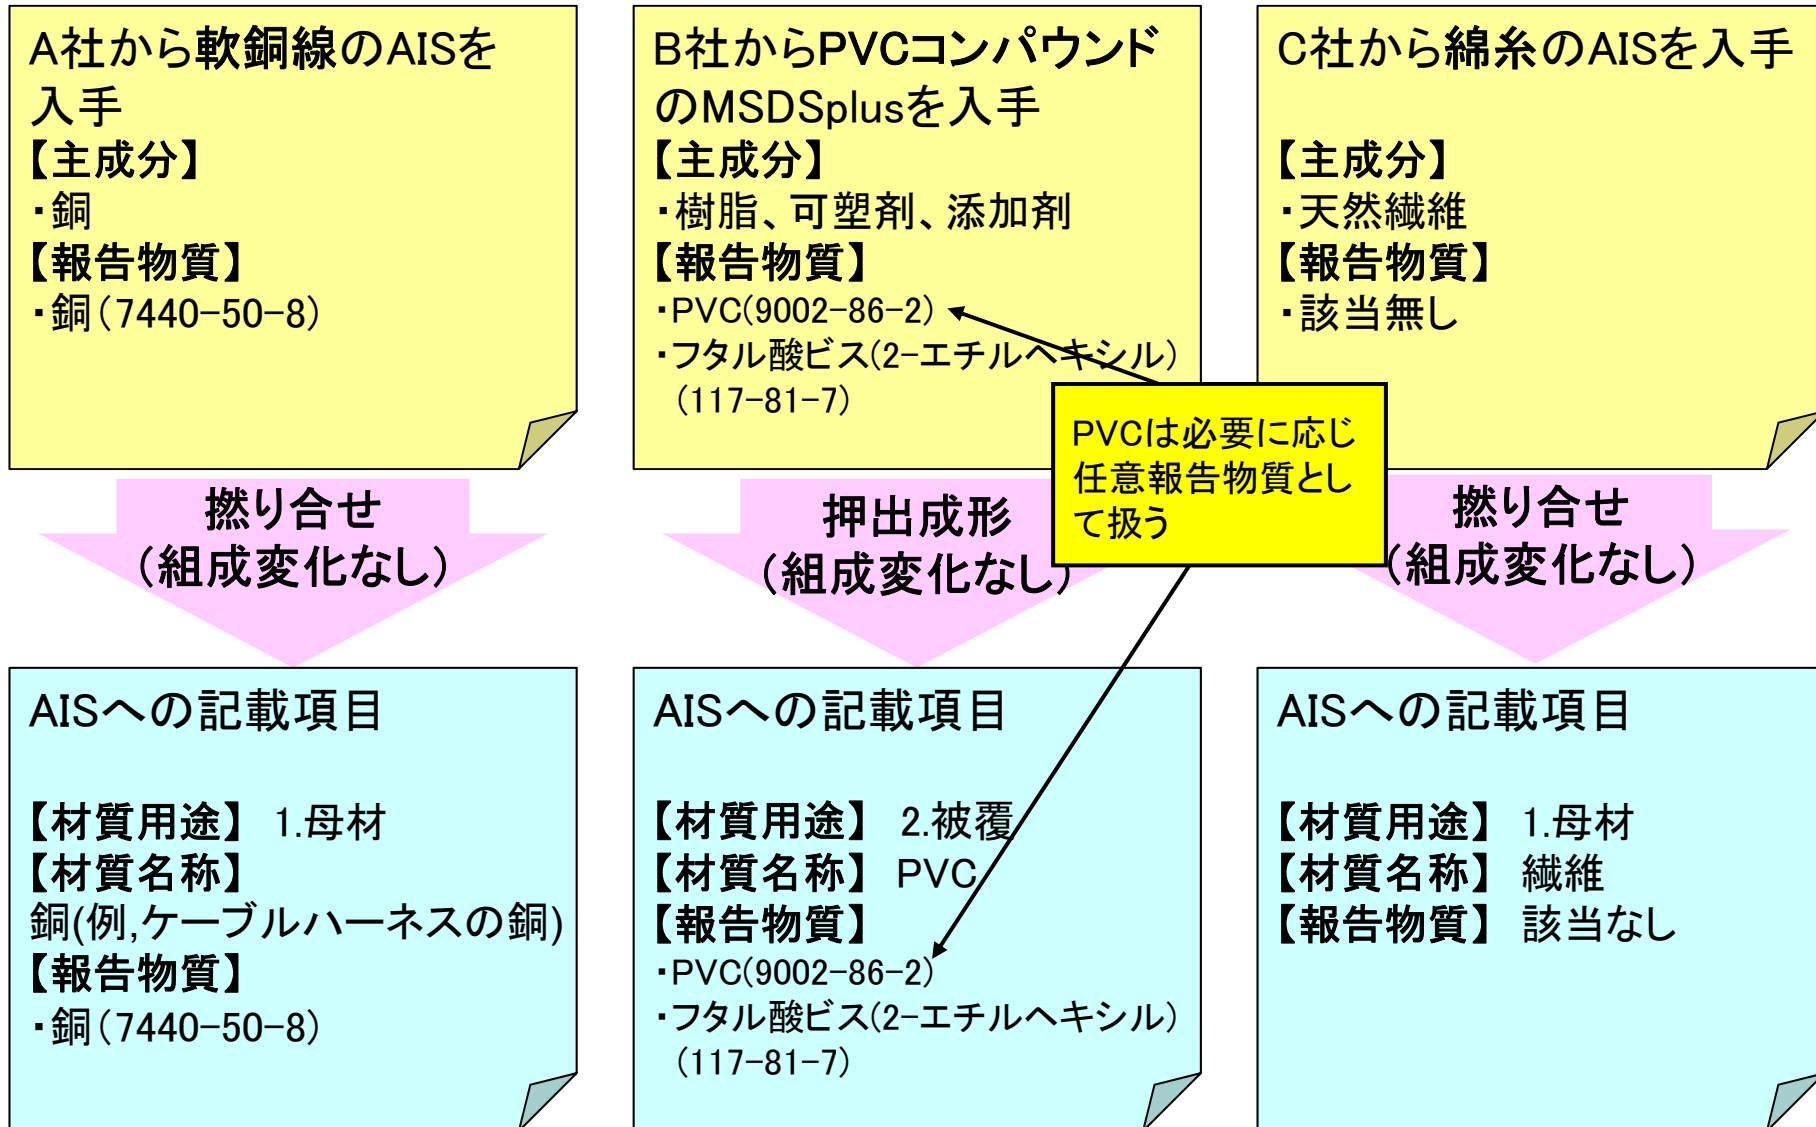 A社から軟銅線のAISを
入手
【主成分】
・銅
【報告物質】
・銅(7440-50-8)
B社からPVCコンパウンド
のMSDSplusを入手
【主成分】
・樹脂、可塑剤、添加剤
【報告物質】
・PVC(9002-86-2)
・フタル酸ビス(2-エチルヘキシル)
(117-81-7)
C社から綿糸のAISを入手
【主成分】
・天然繊維
【報告物質】
・該当無し
PVCは必要に応じ
任意報告物質とし
て扱う
撚り合せ
(組成変化なし)
押出成形
(組成変化なし)
撚り合せ
(組成変化なし)
AISへの記載項目
【材質用途】 1.母材
【材質名称】
銅(例,ケーブルハーネスの銅)
【報告物質】
・銅(7440-50-8)
AISへの記載項目
【材質用途】 2.被覆
【材質名称】 PVC
【報告物質】
・PVC(9002-86-2)
・フタル酸ビス(2-エチルヘキシル)
(117-81-7)
AISへの記載項目
【材質用途】 1.母材
【材質名称】 繊維
【報告物質】 該当なし